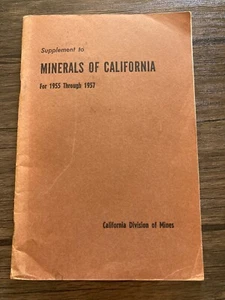 Supplement to
MINERALS OF CALIFORNIA
For 1955 Through 1957
California Division of Mines